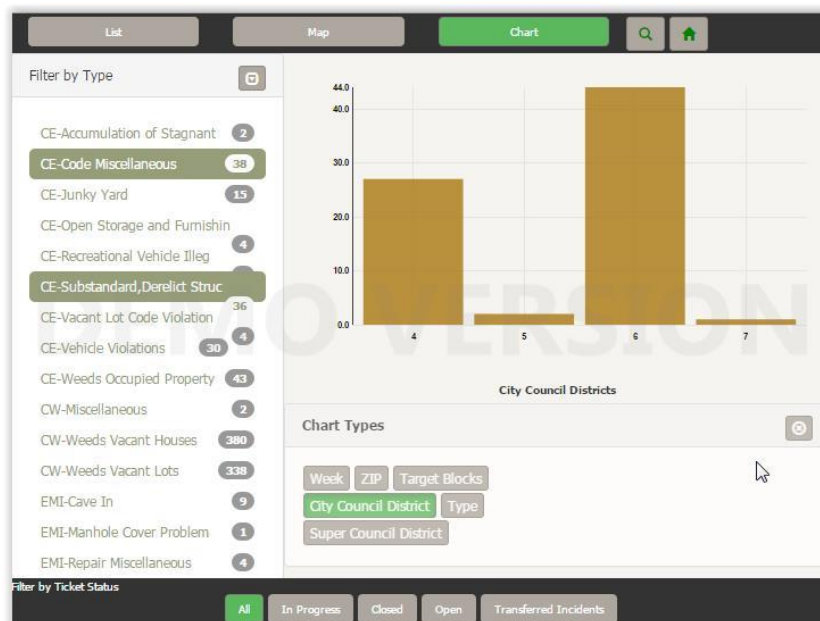 List
Map
Chart
Filter by Type
CE-Accumulation of Stagnant 2
CE-Code Miscellaneous 38
CE-Junky Yard 15
CE-Open Storage and Furnishin
4
CE-Recreational Vehicle Illeg
CE-Substandard,Derelict Struc
36
CE-Vacant Lot Code Violation
4
CE-Vehicle Violations 30
CE-Weeds Occupied Property 43
CW-Miscellaneous 2
CW-Weeds Vacant Houses 380
CW-Weeds Vacant Lots 338
EMI-Cave In 9
EMI-Manhole Cover Problem 1
EMI-Repair Miscellaneous 4
44.0
40.0
30.0
20.0
10.0
0.0
4 5 6 7
City Council Districts
DEMO VERSION
Chart Types
Week ZIP Target Blocks
City Council District Type
Super Council District
Filter by Ticket Status
All In Progress Closed Open Transferred Incidents